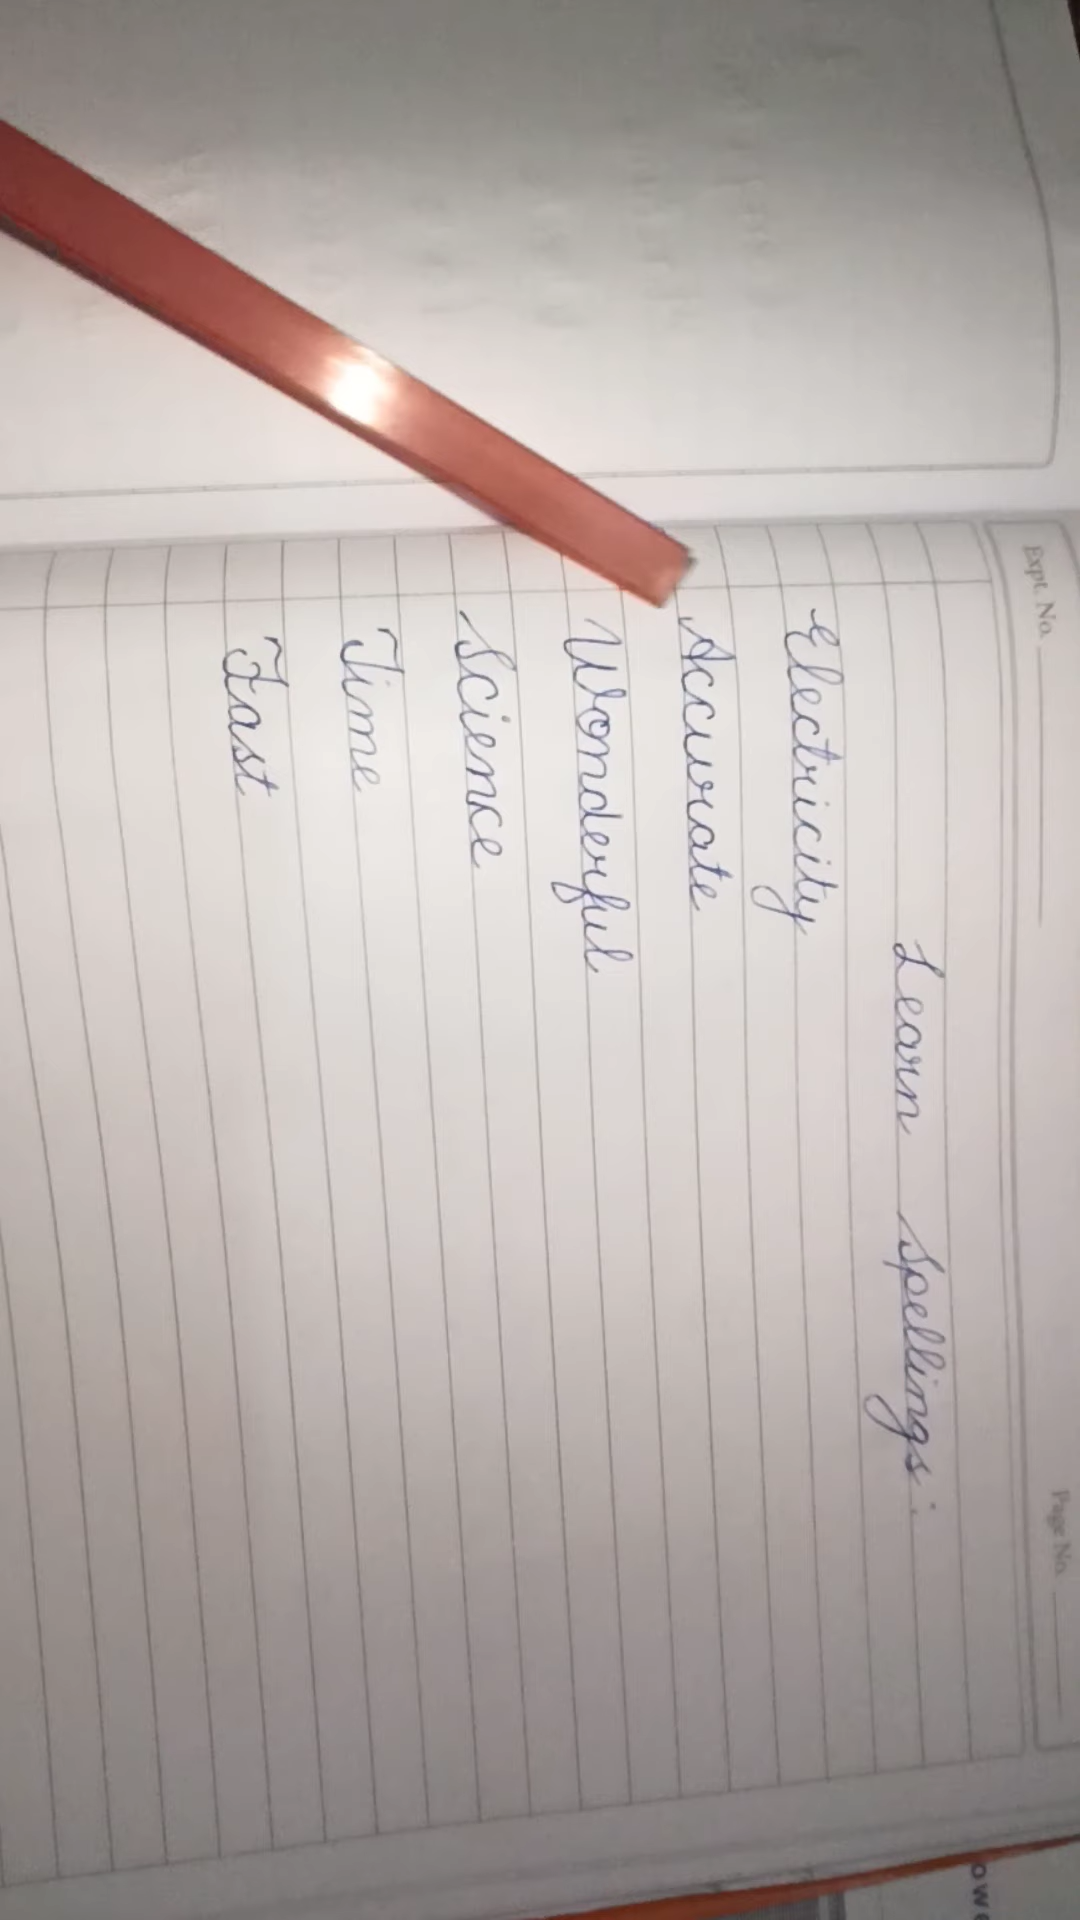 Expt. No.
Page No.
Learn Spellings:
Electricity
Accurate
Wonderful
Science
Time
Fast